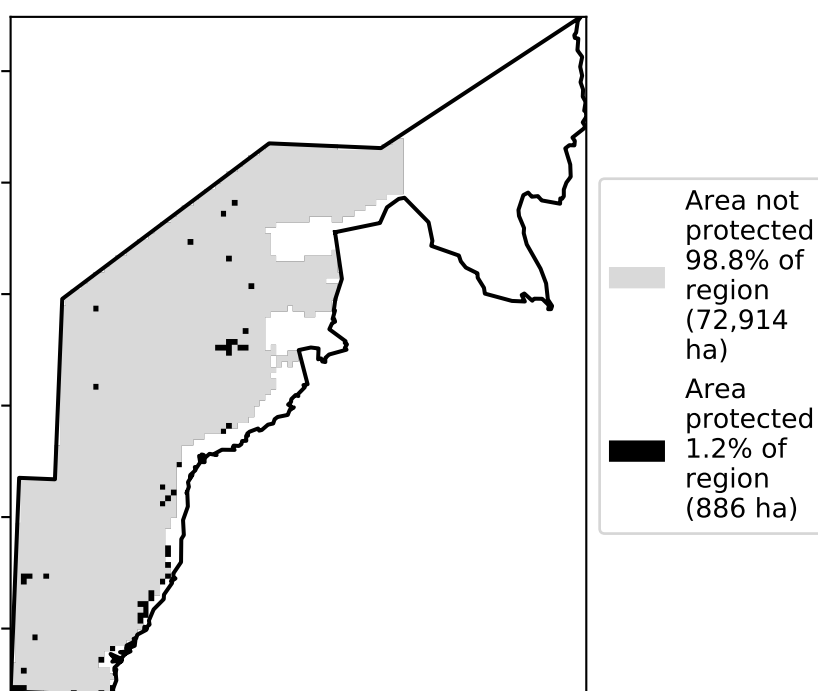 Area not
protected
98.8% of
region
(72,914
ha)
Area
protected
1.2% of
region
(886 ha)